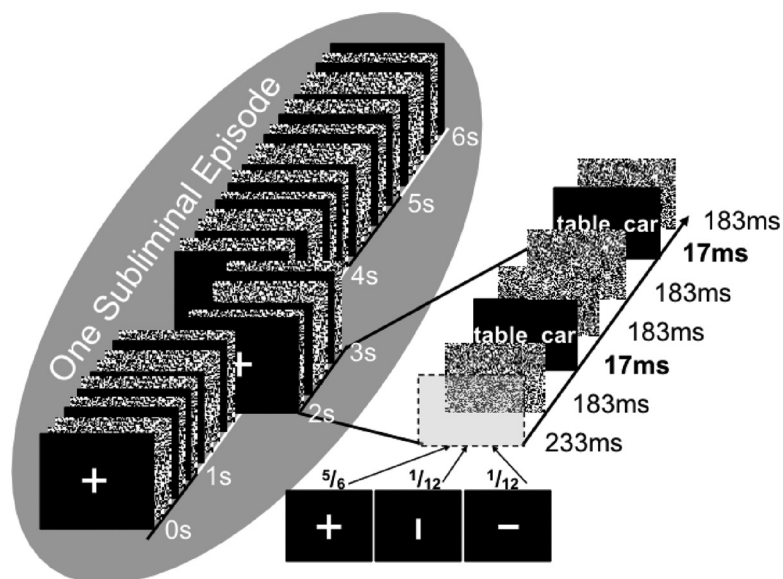 One Subliminal Episode
0s
1s
2s
3s
4s
5s
6s
table car
table car
183ms
17ms
183ms
183ms
17ms
183ms
233ms
5/6
1/12
1/12